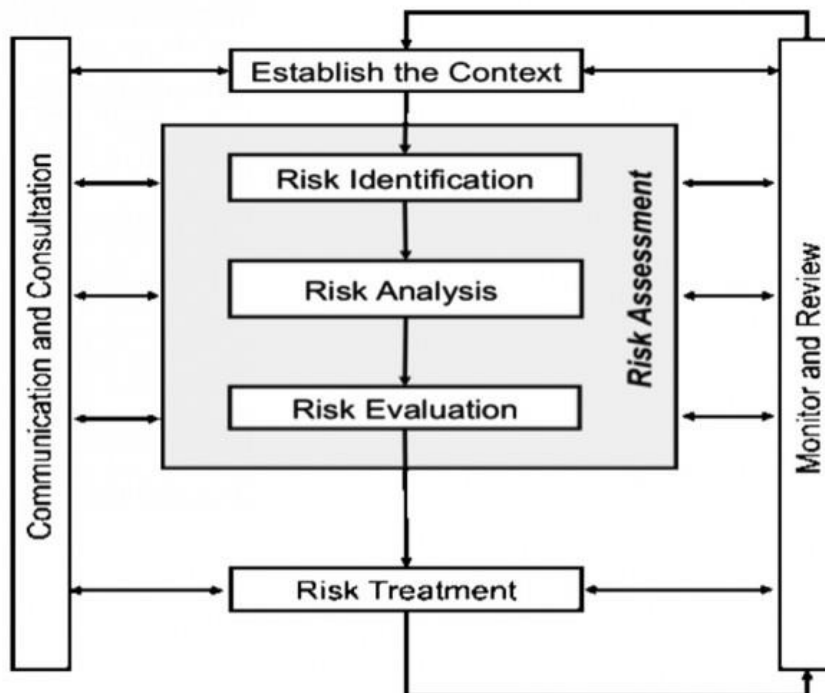 Establish the Context
Communication and Consultation
Risk Identification
Risk Analysis
Risk Evaluation
Risk Assessment
Monitor and Review
Risk Treatment